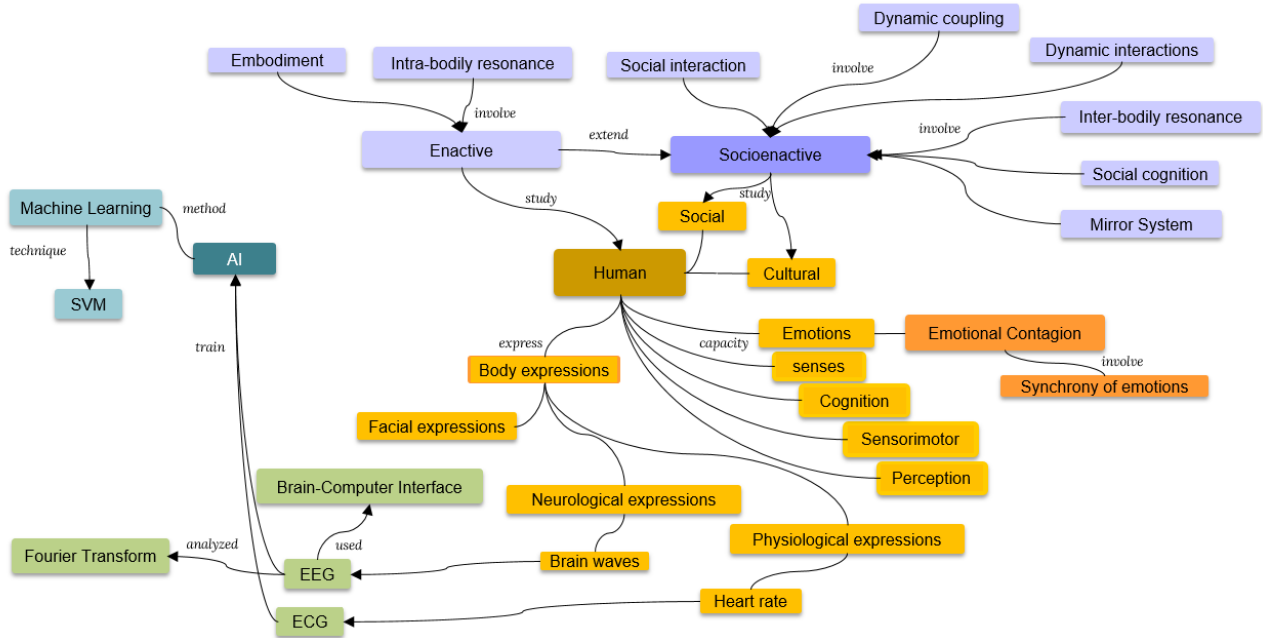 Dynamic coupling
Embodiment
Intra-bodily resonance
Social interaction
involve
Dynamic interactions
involve
Enactive
extend
Socioenactive
involve
Inter-bodily resonance
Social cognition
Mirror System
study
study
Social
Cultural
Human
Machine Learning
method
technique
AI
SVM
train
express
capacity
Emotions
Emotional Contagion
involve
Synchrony of emotions
Body expressions
senses
Cognition
Facial expressions
Sensorimotor
Perception
Brain-Computer Interface
Neurological expressions
Physiological expressions
Fourier Transform
analyzed
used
EEG
Brain waves
Heart rate
ECG